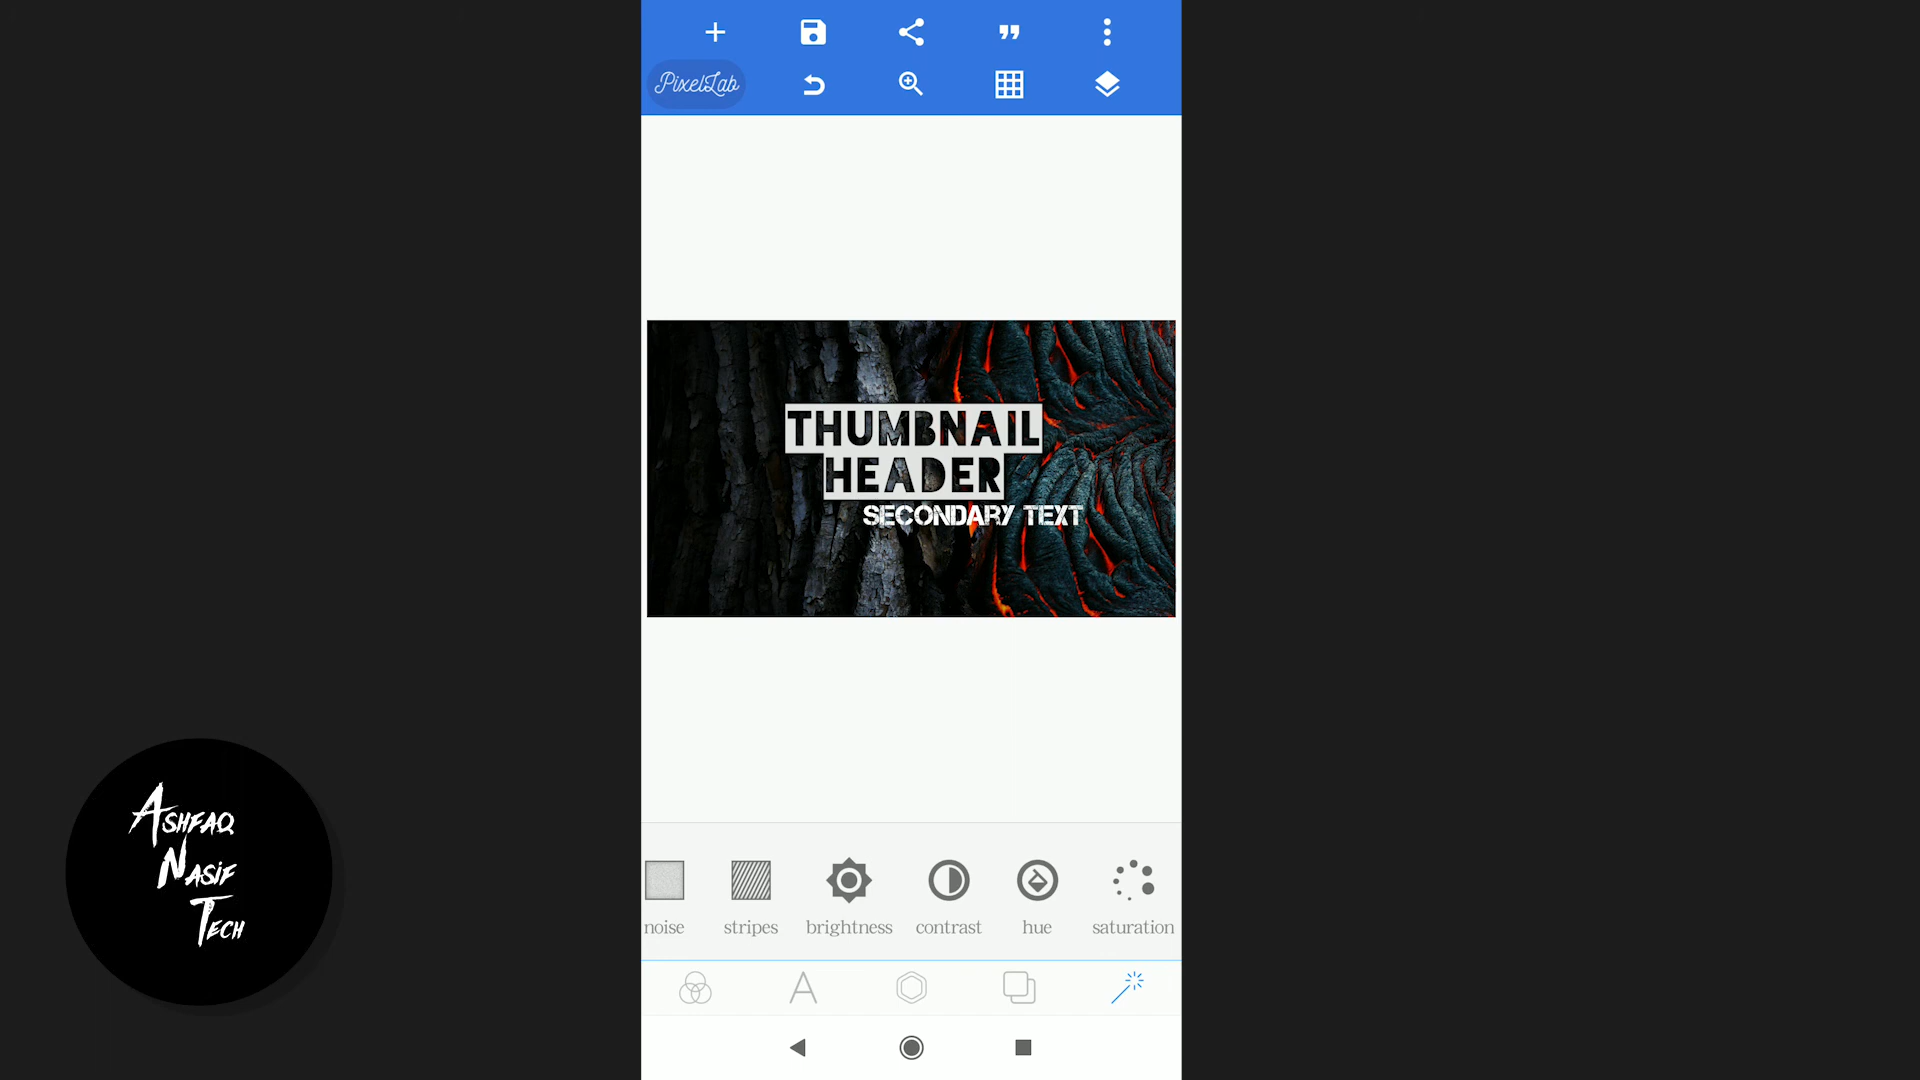 PixelLab
THUMBNAIL
HEADER
SECONDARY TEXT
noise
stripes
brightness
contrast
hue
saturation
ASHFAQ
NASIF
TECH